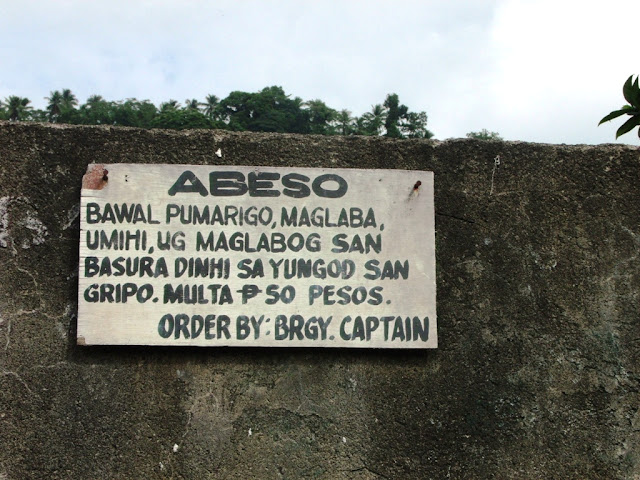 ABESO
BAWAL PUMARIGO, MAGLABA,
UMIHI, UG MAGLABOG SAN
BASURA DINHI SA YUNGOD SAN
GRIPO. MULTA ₱ 50 PESOS.
ORDER BY: BRGY. CAPTAIN